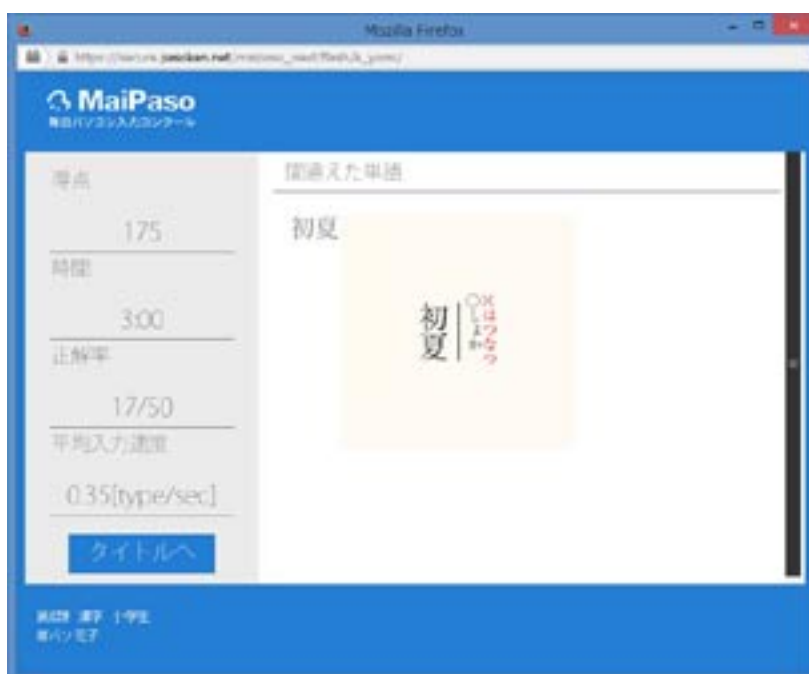 Mozilla Firefox
MaiPaso
毎日パソコン入力コンクール
得点
175
時間
3:00
正解率
17/50
平均入力速度
0.35[type/sec]
タイトルへ
間違えた単語
初夏
初夏
×はつなつ
○しょか